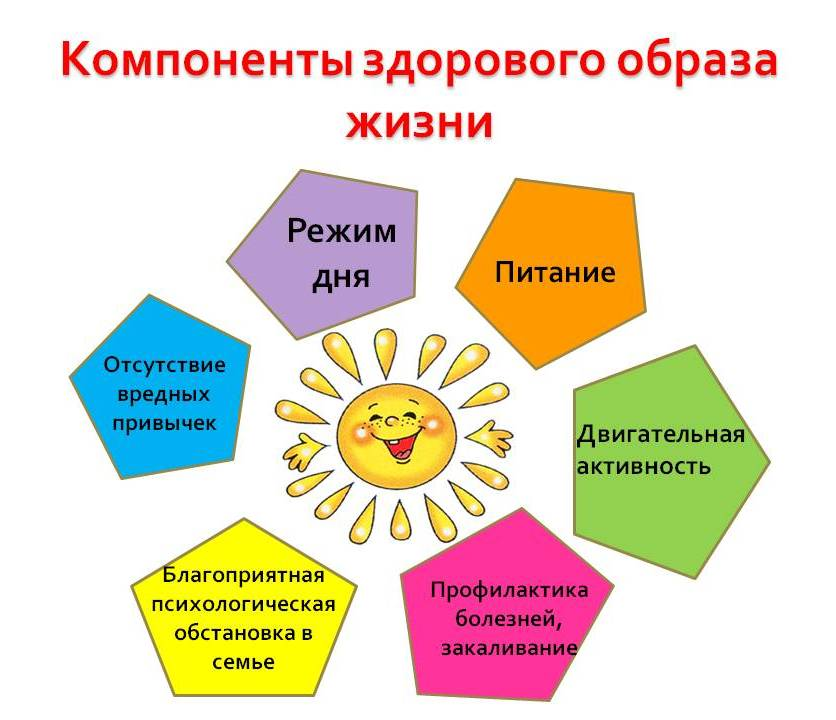 Компоненты здорового образа
жизни
Режим
дня
Питание
Отсутствие
вредных
привычек
Двигательная
активность
Благоприятная
психологическая
обстановка в
семье
Профилактика
болезней,
закаливание